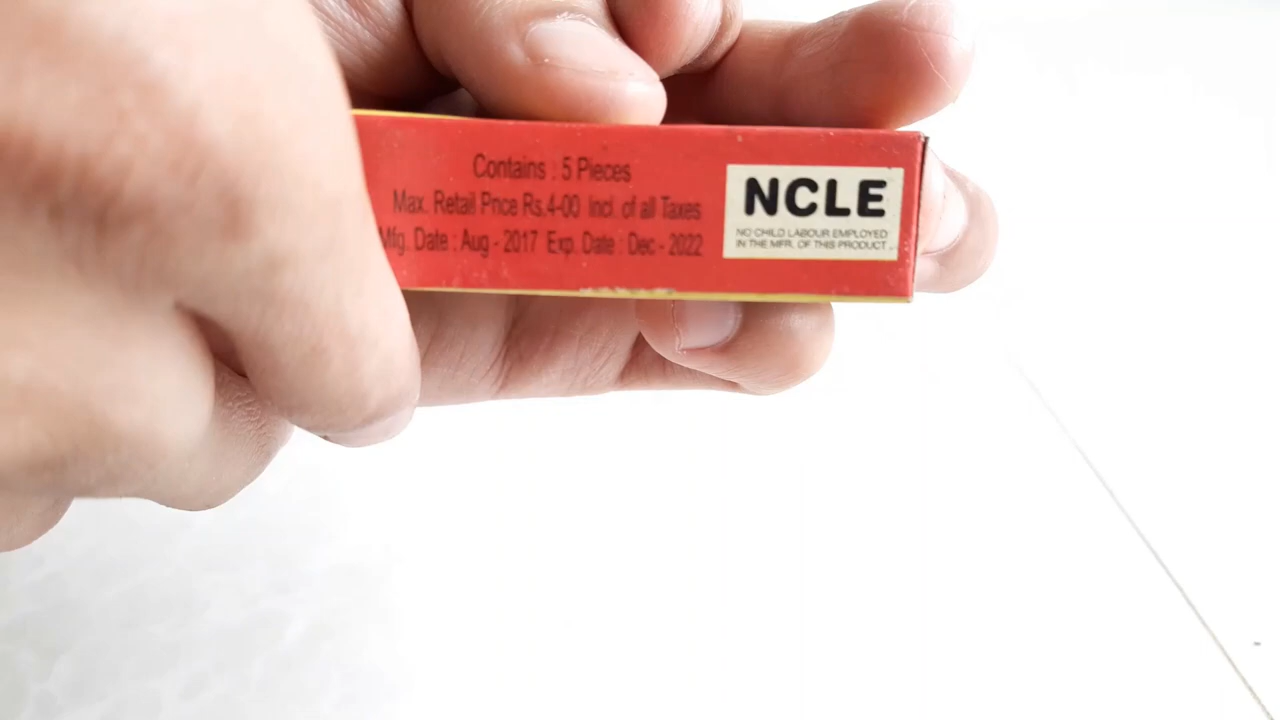 Contains : 5 Pieces
Max. Retail Price Rs.4-00 Incl. of all Taxes
Mfg. Date : Aug - 2017 Exp. Date : Dec - 2022
NCLE
NO CHILD LABOUR EMPLOYED
IN THE MFR. OF THIS PRODUCT